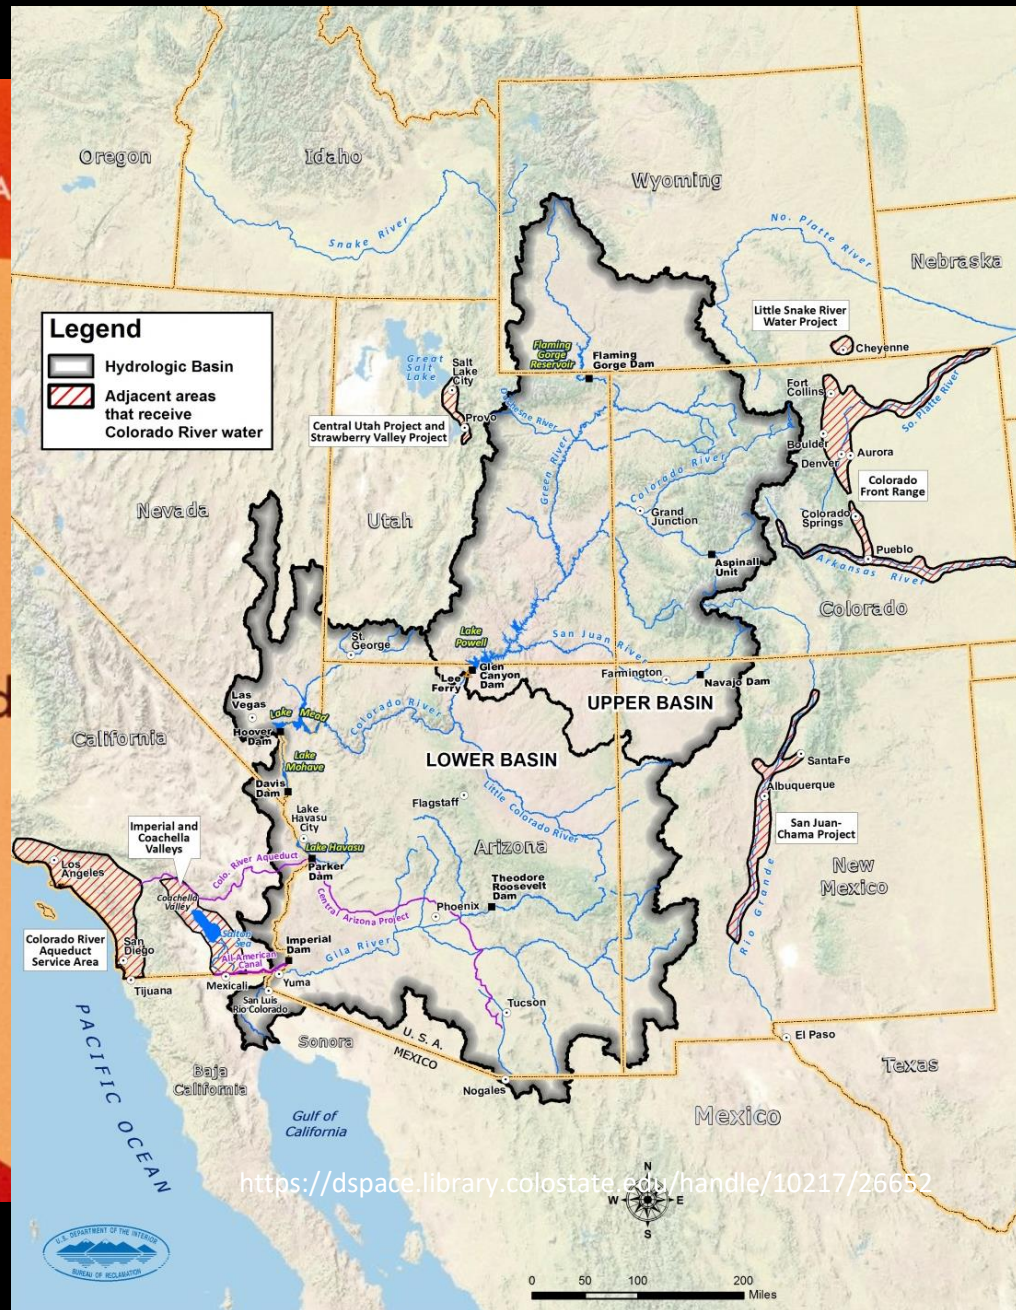 Oregon
Idaho
Wyoming
Snake River
No. Platte River
Nebraska
Legend
Hydrologic Basin
Adjacent areas
that receive
Colorado River water
Little Snake River
Water Project
Cheyenne
Flaming
Gorge
Reservoir
Flaming
Gorge Dam
Great
Salt
Lake
Salt
Lake
City
Provo
Central Utah Project and
Strawberry Valley Project
Duchesne River
Fort
Collins
So. Platte River
Boulder
Denver
Aurora
Colorado
Front Range
Colorado River
Green River
Grand
Junction
Colorado
Springs
Nevada
Utah
Aspinall
Unit
Pueblo
Arkansas River
Colorado
St.
George
Lake
Powell
San Juan River
Lee
Ferry
Glen
Canyon
Dam
Farmington
Navajo Dam
UPPER BASIN
Las
Vegas
Lake Mead
Hoover
Dam
Colorado River
California
LOWER BASIN
Lake
Mohave
Davis
Dam
SantaFe
Albuquerque
Lake
Havasu
City
Flagstaff
Little Colorado River
Imperial and
Coachella
Valleys
San Juan-
Chama Project
Lake Havasu
Arizona
Los
Angeles
Colo. River Aqueduct
Parker
Dam
New
Mexico
Coachella
Valley
Theodore
Roosevelt
Dam
Central Arizona Project
Phoenix
Rio Grande
Colorado River
Aqueduct
Service Area
San
Diego
Salton
Sea
Imperial
Dam
Gila River
All-American
Canal
Tijuana
Mexicali
Yuma
San Luis
Rio Colorado
Tucson
PACIFIC OCEAN
U. S. A.
MEXICO
Sonora
El Paso
Baja
California
Texas
Nogales
Gulf of
California
Mexico
https://dspace.library.colostate.edu/handle/10217/26652
N
W
E
S
U.S. DEPARTMENT OF THE INTERIOR
BUREAU OF RECLAMATION
0 50 100 200
Miles